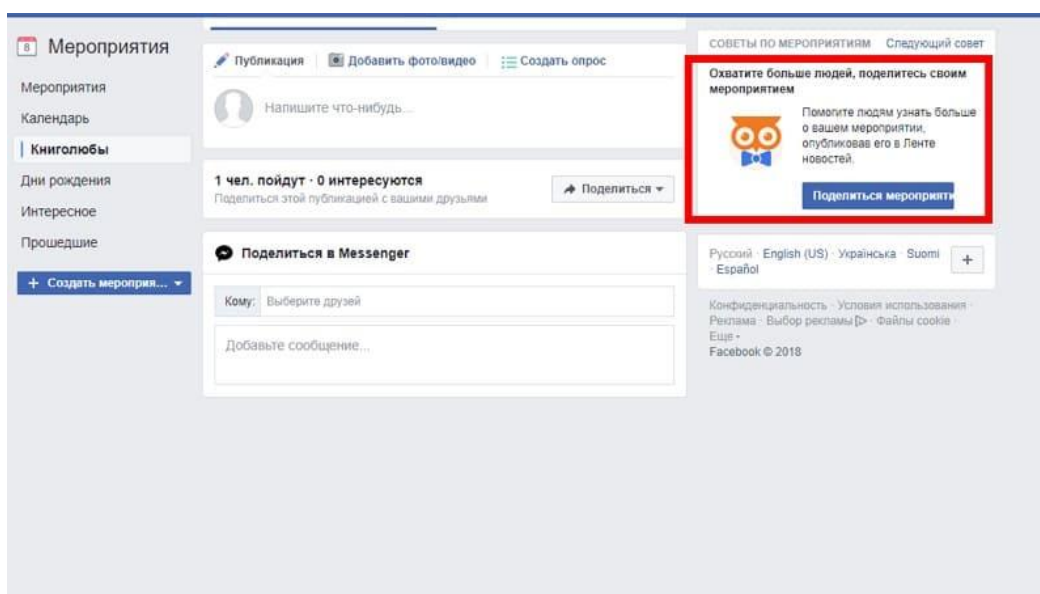 8
Мероприятия
Мероприятия
Календарь
Книголюбы
Дни рождения
Интересное
Прошедшие
+ Создать мероприя...
Публикация
Добавить фото/видео
Создать опрос
Напишите что-нибудь...
1 чел. пойдут · 0 интересуются
Поделиться этой публикацией с вашими друзьями
Поделиться
Поделиться в Messenger
Кому: Выберите друзей
Добавьте сообщение...
СОВЕТЫ ПО МЕРОПРИЯТИЯМ Следующий совет
Охватите больше людей, поделитесь своим
мероприятием
Помогите людям узнать больше
о вашем мероприятии,
опубликовав его в Ленте
новостей.
Поделиться мероприяти
Русский · English (US) · Українська · Suomi
· Español
+
Конфиденциальность · Условия использования ·
Реклама · Выбор рекламы · Файлы cookie ·
Еще
Facebook © 2018